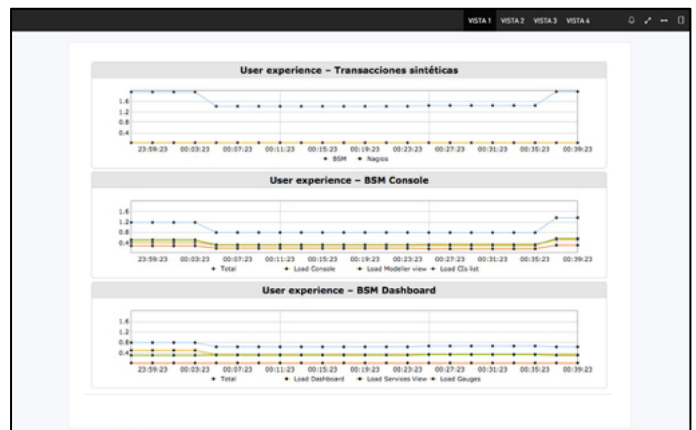 VISTA 1 VISTA 2 VISTA 3 VISTA 4
User experience – Transacciones sintéticas
1.6
1.2
0.8
0.4
23:59:23 00:03:23 00:07:23 00:11:23 00:15:23 00:19:23 00:23:23 00:27:23 00:31:23 00:35:23 00:39:23
BSM Nagios
User experience – BSM Console
1.6
1.2
0.8
0.4
23:59:23 00:03:23 00:07:23 00:11:23 00:15:23 00:19:23 00:23:23 00:27:23 00:31:23 00:35:23 00:39:23
Total Load Console Load Modeller view Load CIs list
User experience – BSM Dashboard
1.6
1.2
0.8
0.4
23:59:23 00:03:23 00:07:23 00:11:23 00:15:23 00:19:23 00:23:23 00:27:23 00:31:23 00:35:23 00:39:23
Total Load Dashboard Load Services View Load Gauges